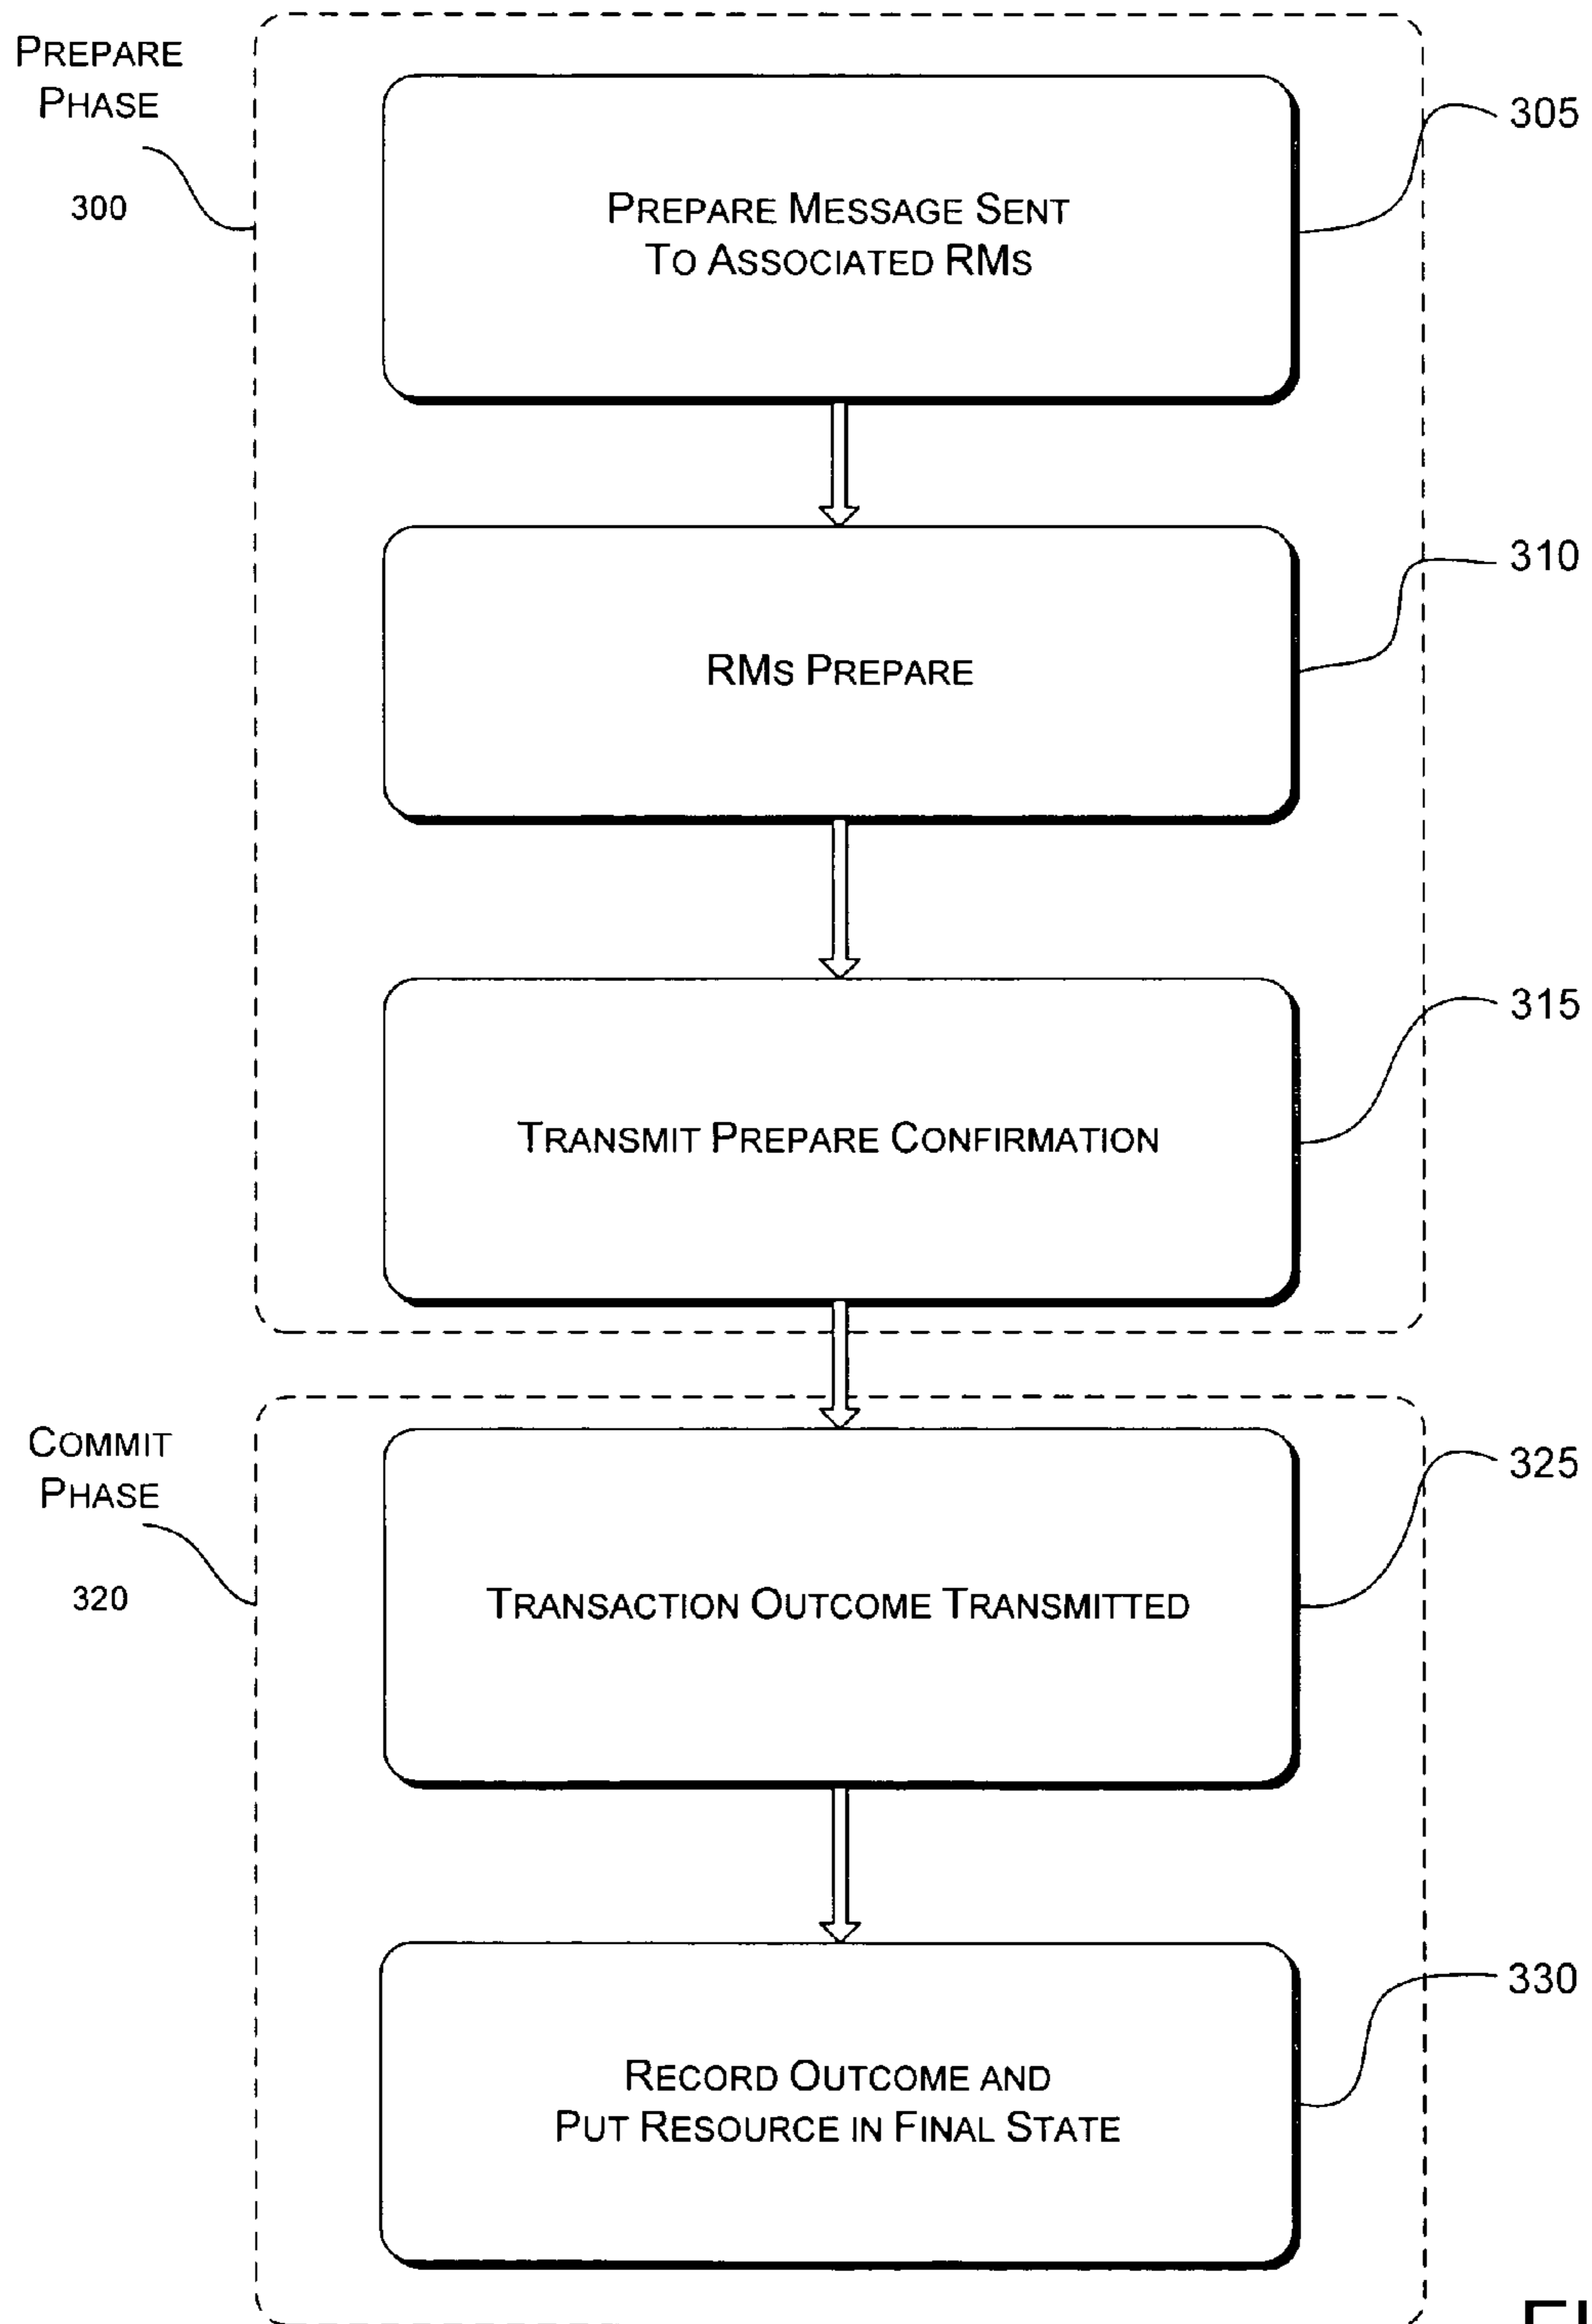 PREPARE
PHASE
300
305
PREPARE MESSAGE SENT
TO ASSOCIATED RMS
310
RMS PREPARE
315
TRANSMIT PREPARE CONFIRMATION
COMMIT
PHASE
320
325
TRANSACTION OUTCOME TRANSMITTED
330
RECORD OUTCOME AND
PUT RESOURCE IN FINAL STATE